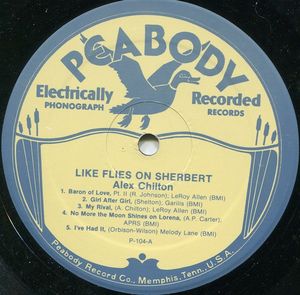 PEABODY
Electrically Recorded
PHONOGRAPH RECORDS
LIKE FLIES ON SHERBERT
Alex Chilton
1. Baron of Love, Pt. II (R. Johnson); LeRoy Allen (BMI)
2. Girl After Girl, (Shelton); Garilis (BMI)
3. My Rival, (A. Chilton); LeRoy Allen (BMI)
4. No More the Moon Shines on Lorena, (A.P. Carter);
APRS (BMI)
5. I've Had It, (Orbison-Wilson) Melody Lane (BMI)
P-104-A
Peabody Record Co., Memphis, Tenn., U.S.A.